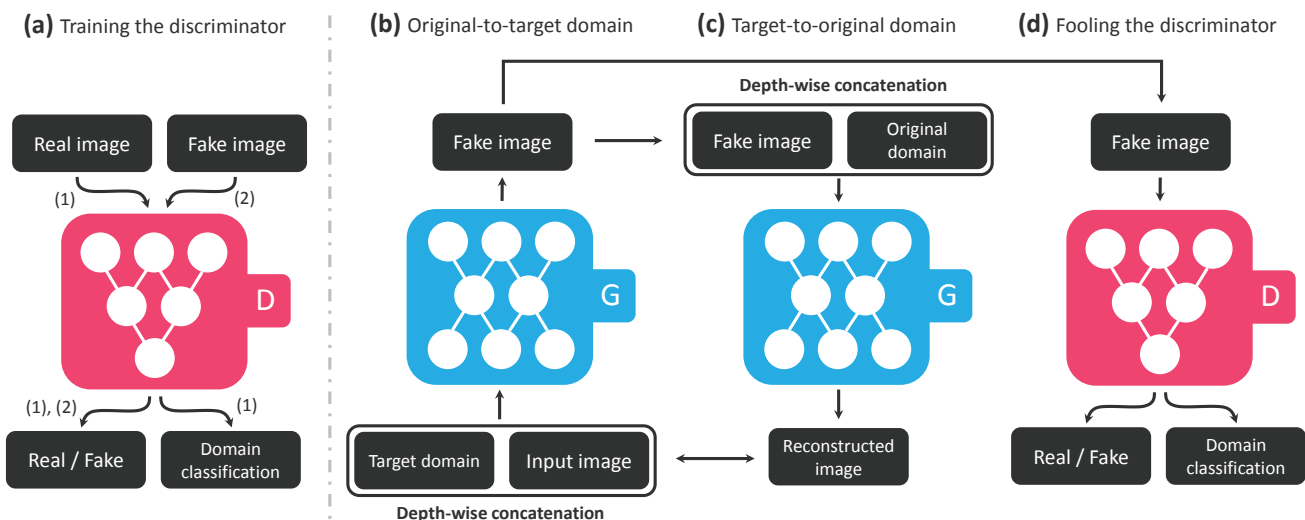 (a) Training the discriminator
(b) Original-to-target domain
(c) Target-to-original domain
(d) Fooling the discriminator
Real image
Fake image
(1)
(2)
D
(1), (2)
(1)
Real / Fake
Domain
classification
Fake image
G
Target domain
Input image
Depth-wise concatenation
Depth-wise concatenation
Fake image
Original
domain
G
Reconstructed
image
Fake image
D
Real / Fake
Domain
classification